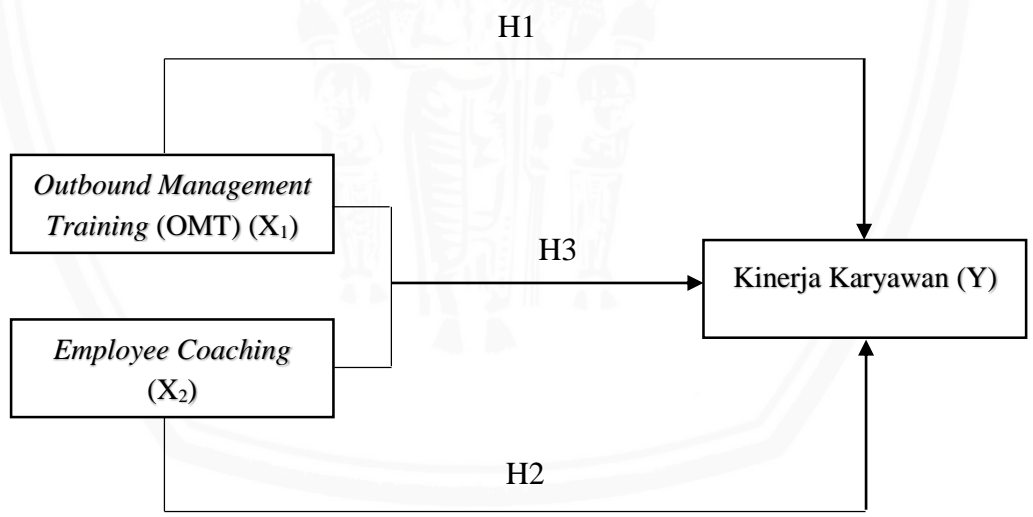 H1
Outbound Management
Training (OMT) (X₁)
H3
Kinerja Karyawan (Y)
Employee Coaching
(X₂)
H2